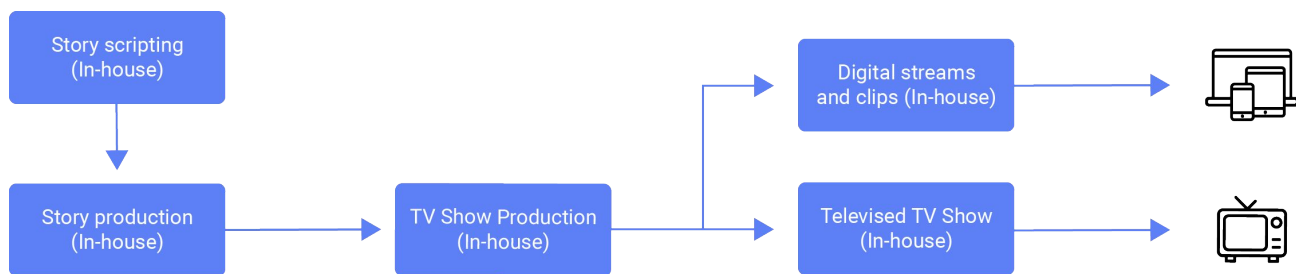 Story scripting
(In-house)
Story production
(In-house)
TV Show Production
(In-house)
Digital streams
and clips (In-house)
Televised TV Show
(In-house)